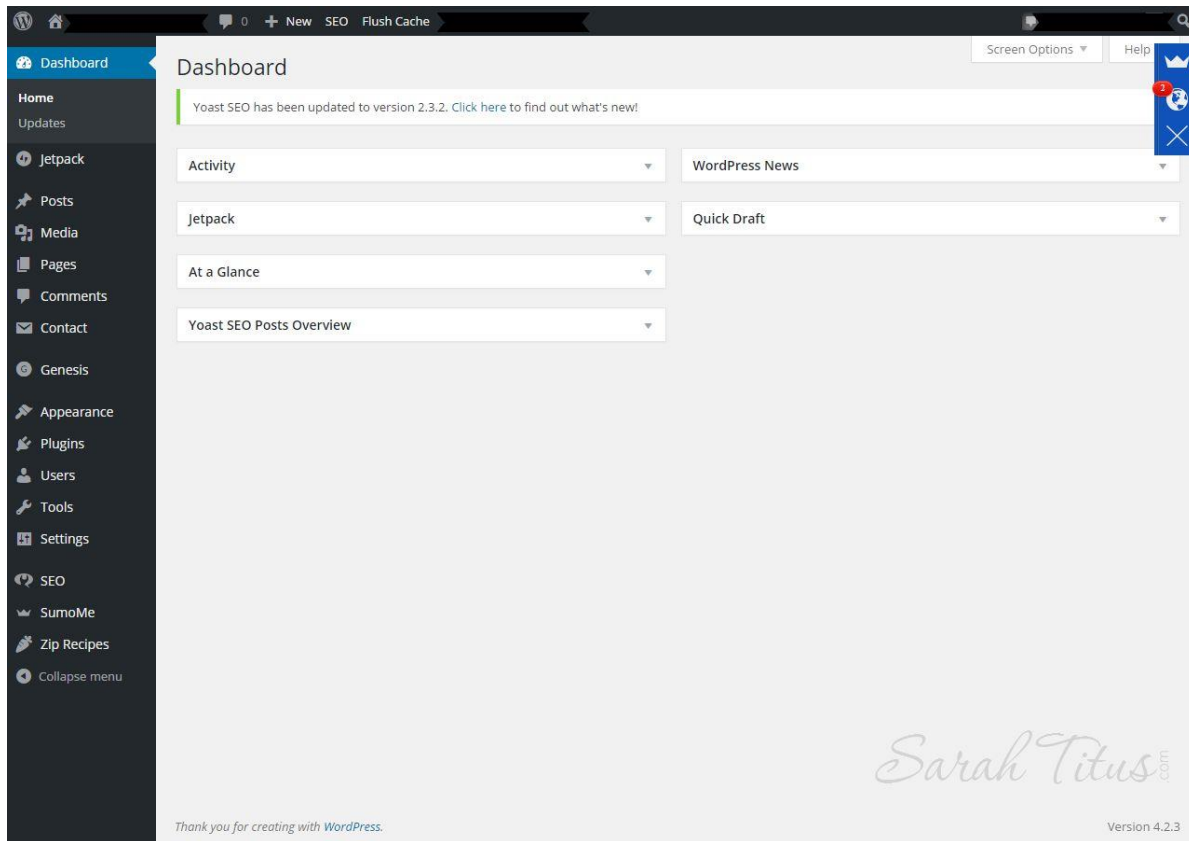 0 New SEO Flush Cache
Screen Options Help
Dashboard
Home
Updates
Jetpack
Posts
Media
Pages
Comments
Contact
Genesis
Appearance
Plugins
Users
Tools
Settings
SEO
SumoMe
Zip Recipes
Collapse menu
Dashboard
Yoast SEO has been updated to version 2.3.2. Click here to find out what's new!
2
Activity
WordPress News
Jetpack
Quick Draft
At a Glance
Yoast SEO Posts Overview
Sarah Titus.com
Thank you for creating with WordPress.
Version 4.2.3